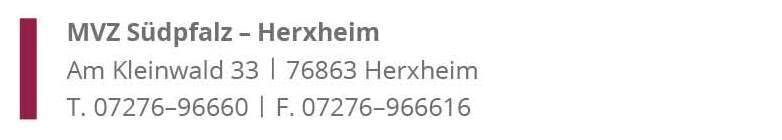 MVZ Südpfalz – Herxheim
Am Kleinwald 33 | 76863 Herxheim
T. 07276–96660 | F. 07276–966616